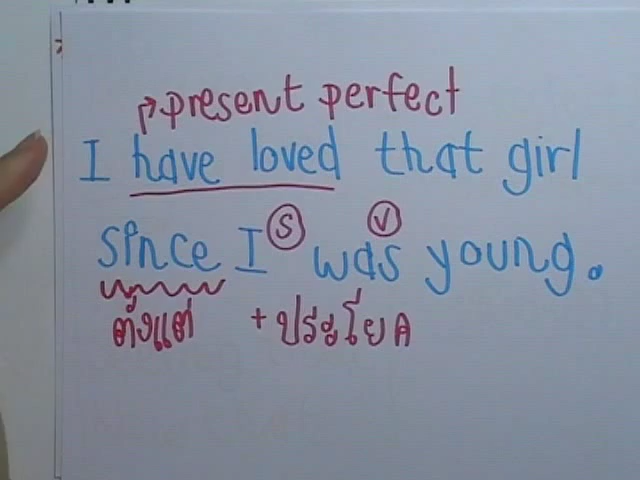 present perfect
I have loved that girl
S V
since I was young.
ตั้งแต่ + ประโยค